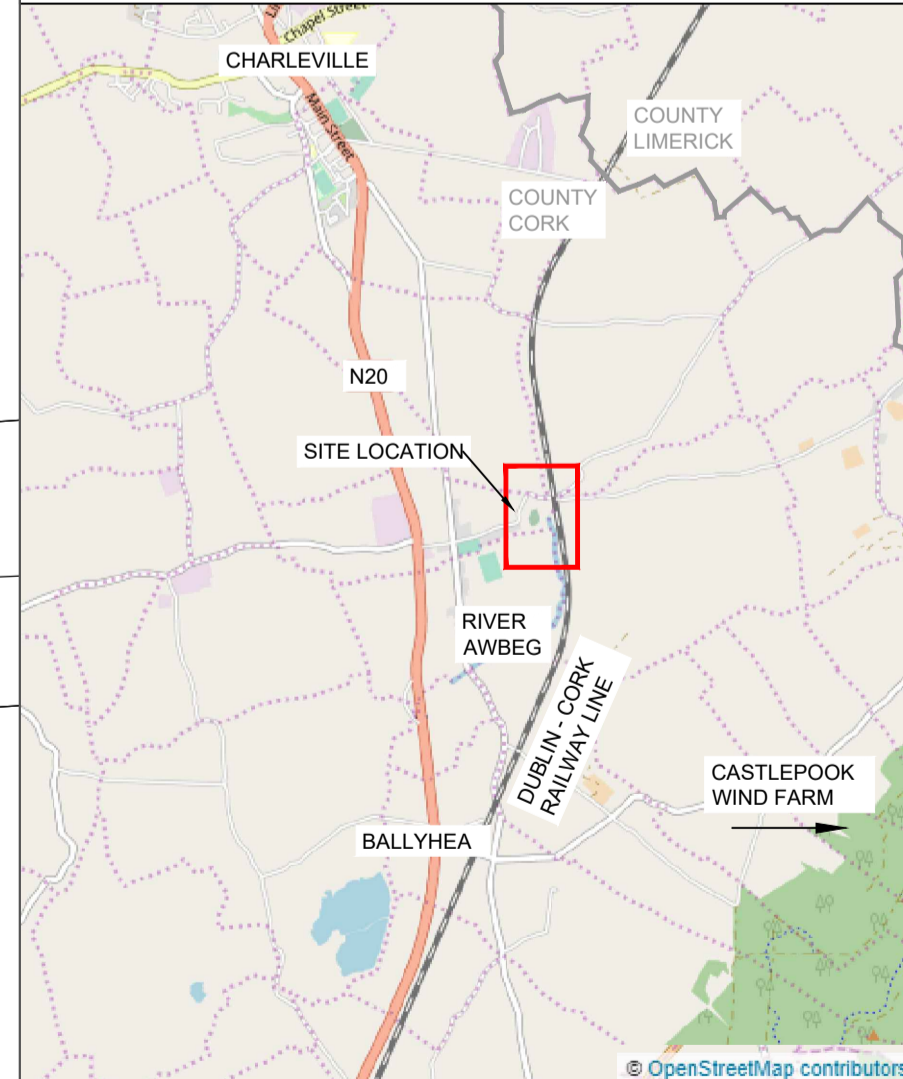 Chapel Street
CHARLEVILLE
Main Street
COUNTY
LIMERICK
COUNTY
CORK
N20
SITE LOCATION
RIVER
AWBEG
DUBLIN - CORK
RAILWAY LINE
CASTLEPOOK
WIND FARM
BALLYHEA
© OpenStreetMap contributors